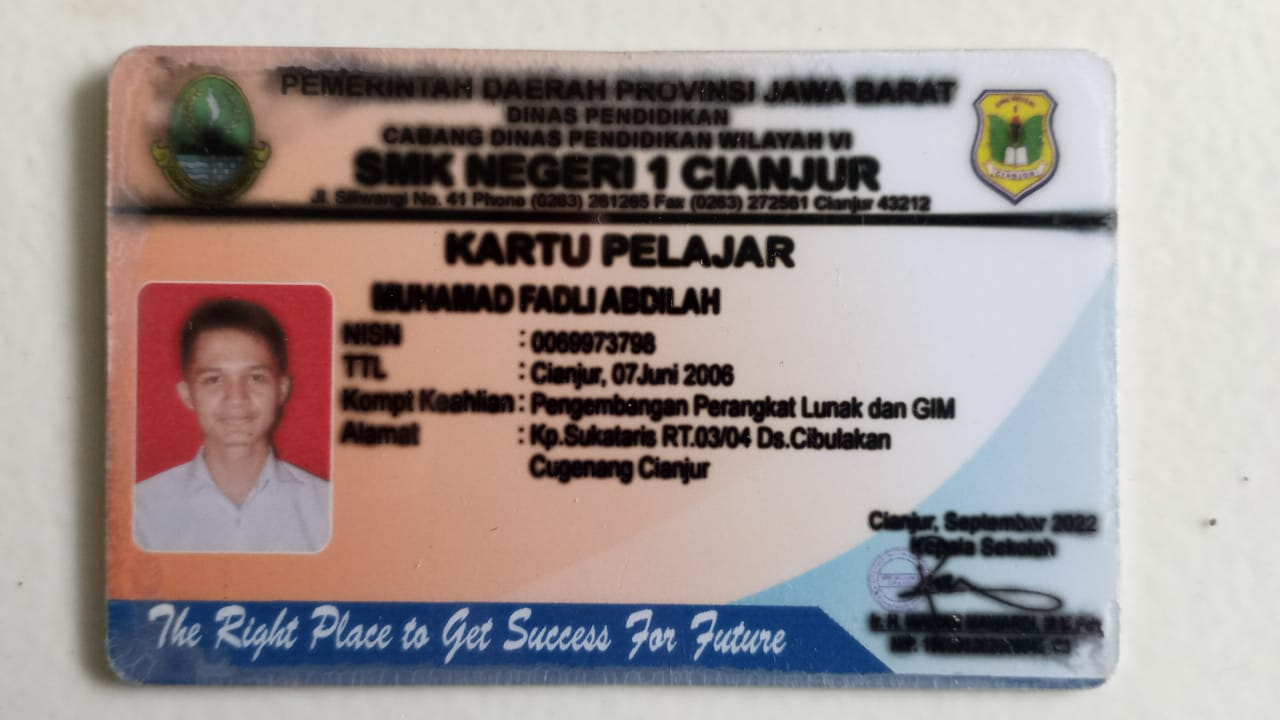 PEMERINTAH DAERAH PROVINSI JAWA BARAT
DINAS PENDIDIKAN
CABANG DINAS PENDIDIKAN WILAYAH VI
SMK NEGERI 1 CIANJUR
Jl. Siliwangi No. 41 Phone (0263) 261265 Fax (0263) 272561 Cianjur 43212
KARTU PELAJAR
MUHAMAD FADLI ABDILAH
NISN : 0069973798
TTL : Cianjur, 07Juni 2006
Kompt Keahlian : Pengembangan Perangkat Lunak dan GIM
Alamat : Kp.Sukataris RT.03/04 Ds.Cibulakan
Cugenang Cianjur
Cianjur, September 2022
Kepala Sekolah
The Right Place to Get Success For Future